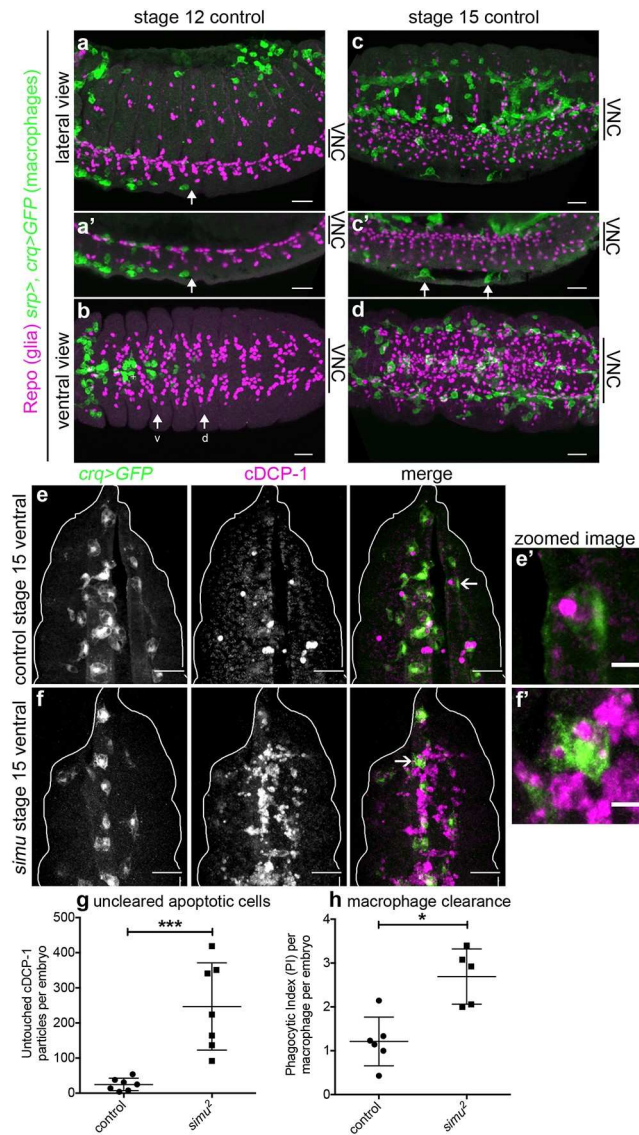 stage 12 control
stage 15 control
Repo (glia) srp>, crq>GFP (macrophages)
lateral view
ventral view
a
c
VNC
VNC
a'
c'
VNC
VNC
b
d
VNC
VNC
v
d
crq>GFP
cDCP-1
merge
control stage 15 ventral
e
zoomed image
e'
simu stage 15 ventral
f
f'
g uncleared apoptotic cells
Untouched cDCP-1
particles per embryo
500
400
300
200
100
0
***
control
simu²
h macrophage clearance
Phagocytic Index (PI) per
macrophage per embryo
4
3
2
1
0
*
control
simu²